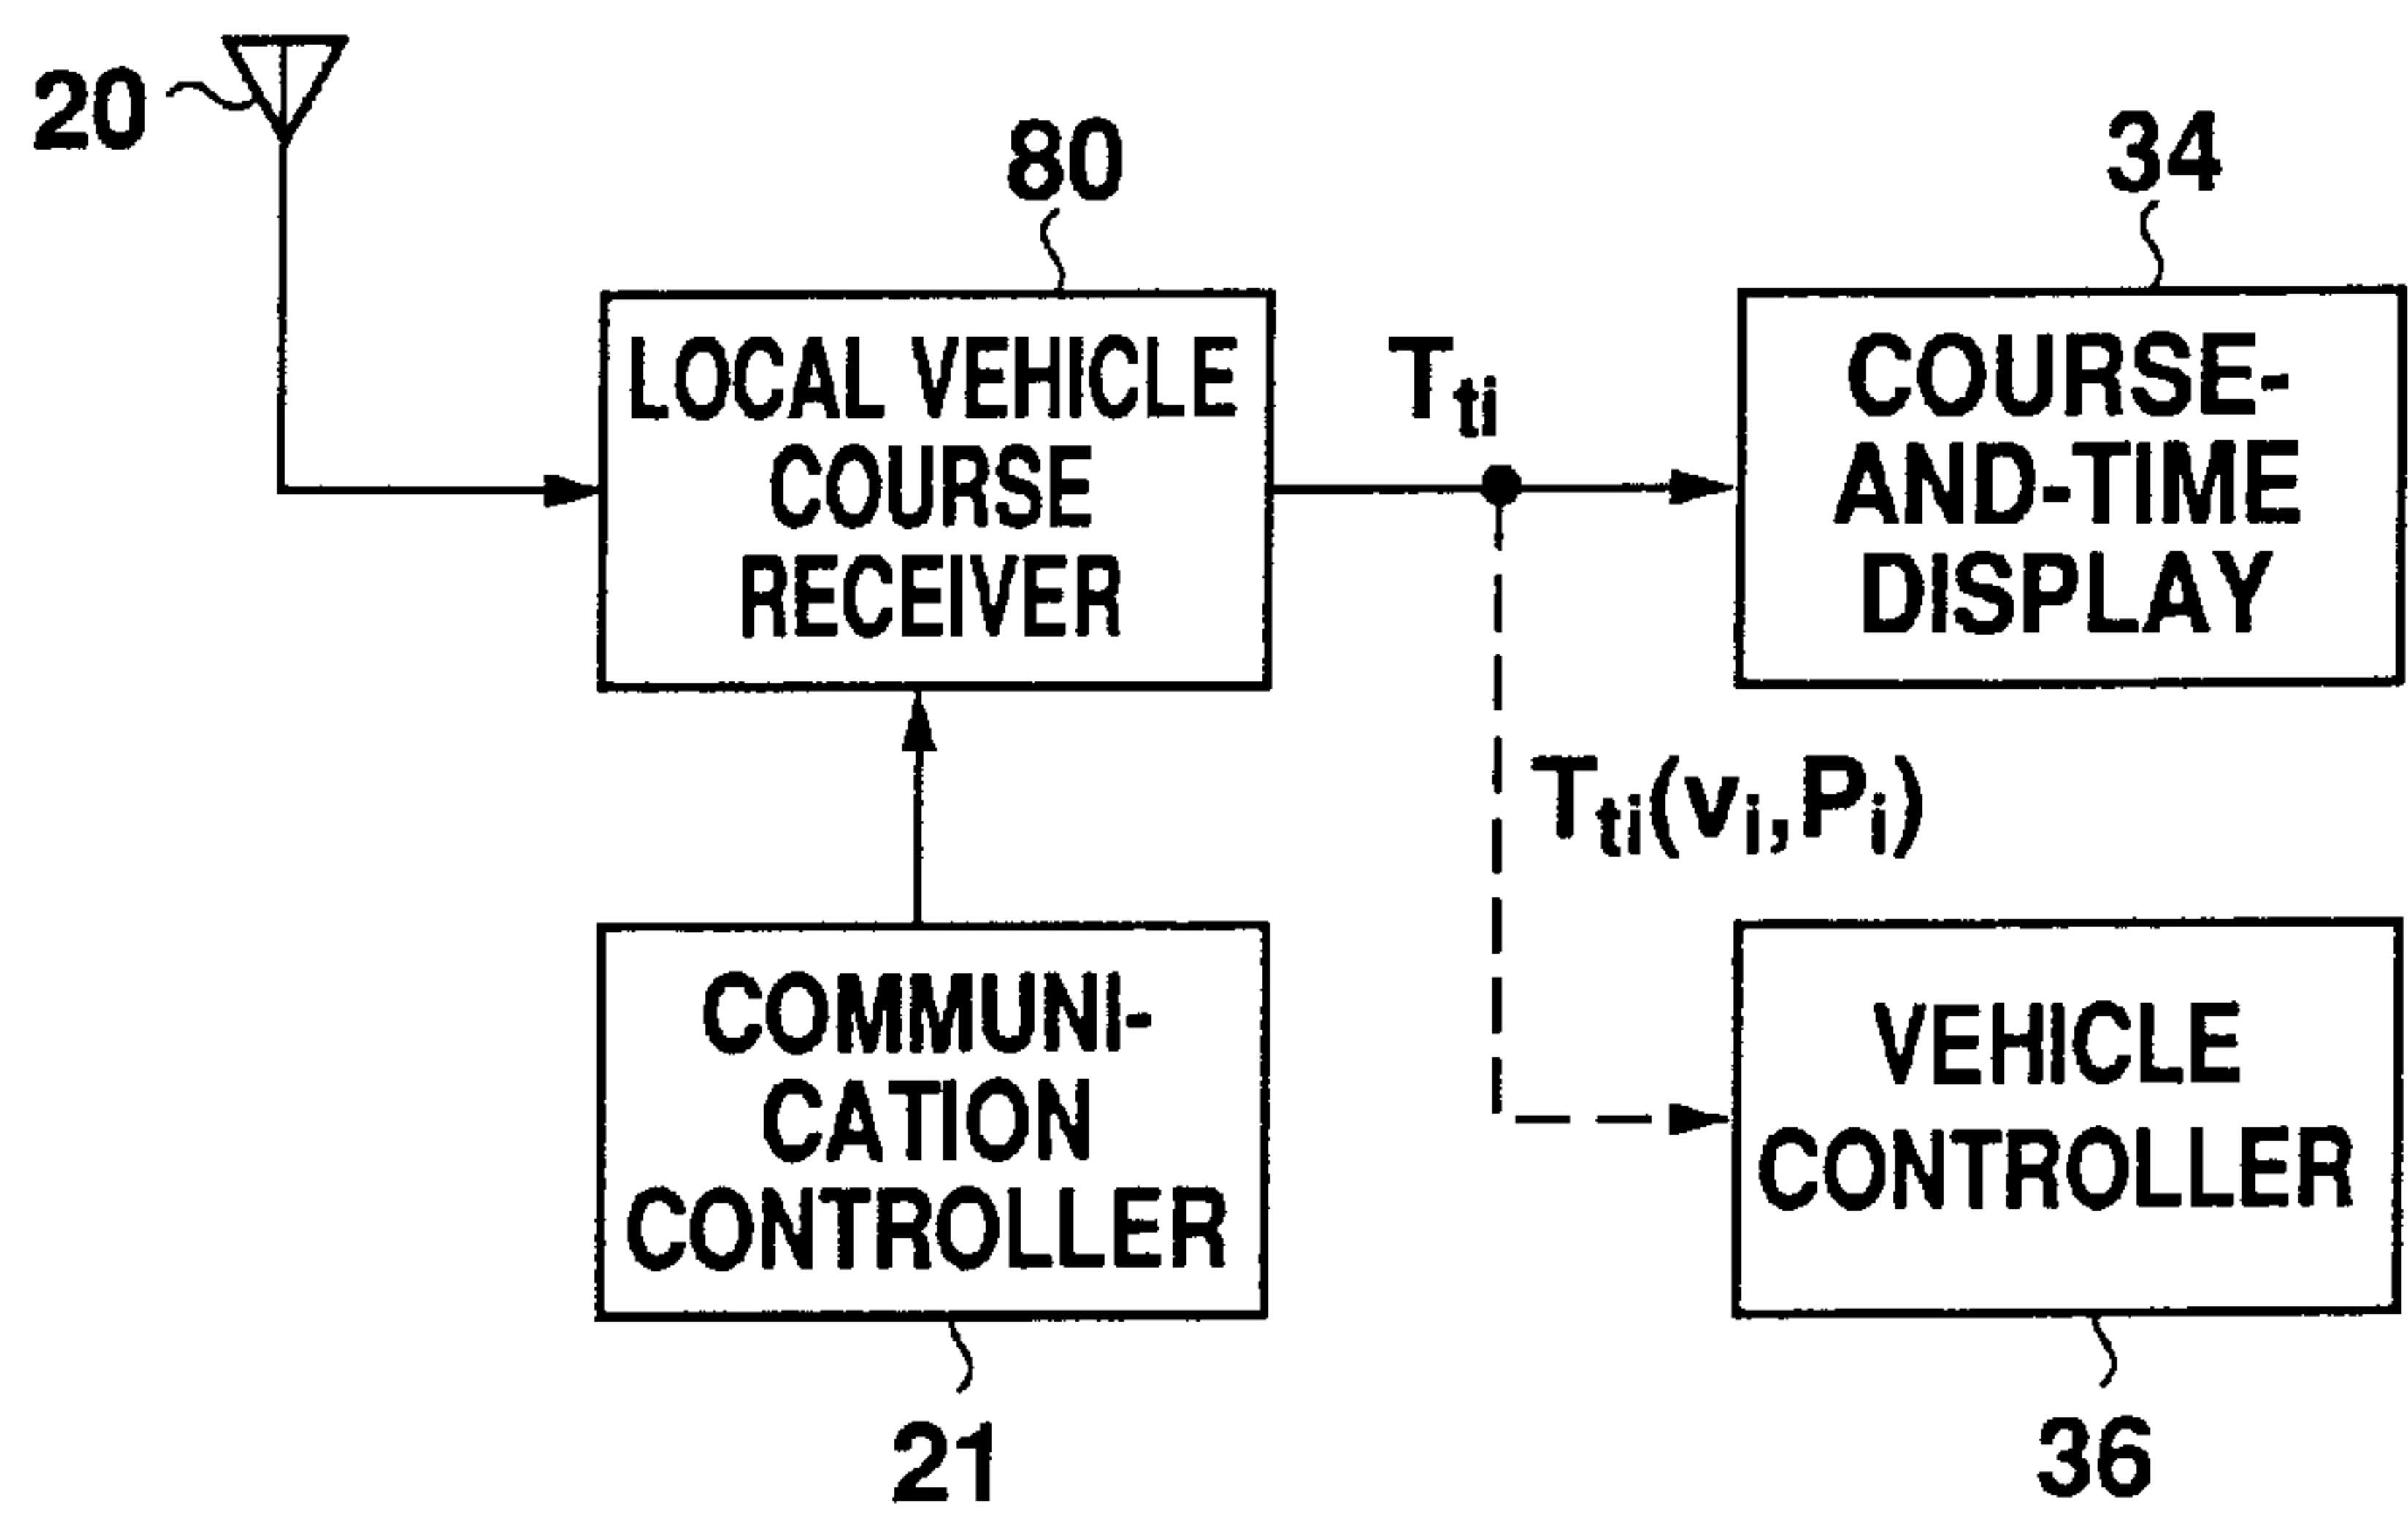 20
80
34
LOCAL VEHICLE
COURSE
RECEIVER
Tti
COURSE-
AND-TIME
DISPLAY
Tti(vi,Pi)
COMMUNI-
CATION
CONTROLLER
VEHICLE
CONTROLLER
21
36